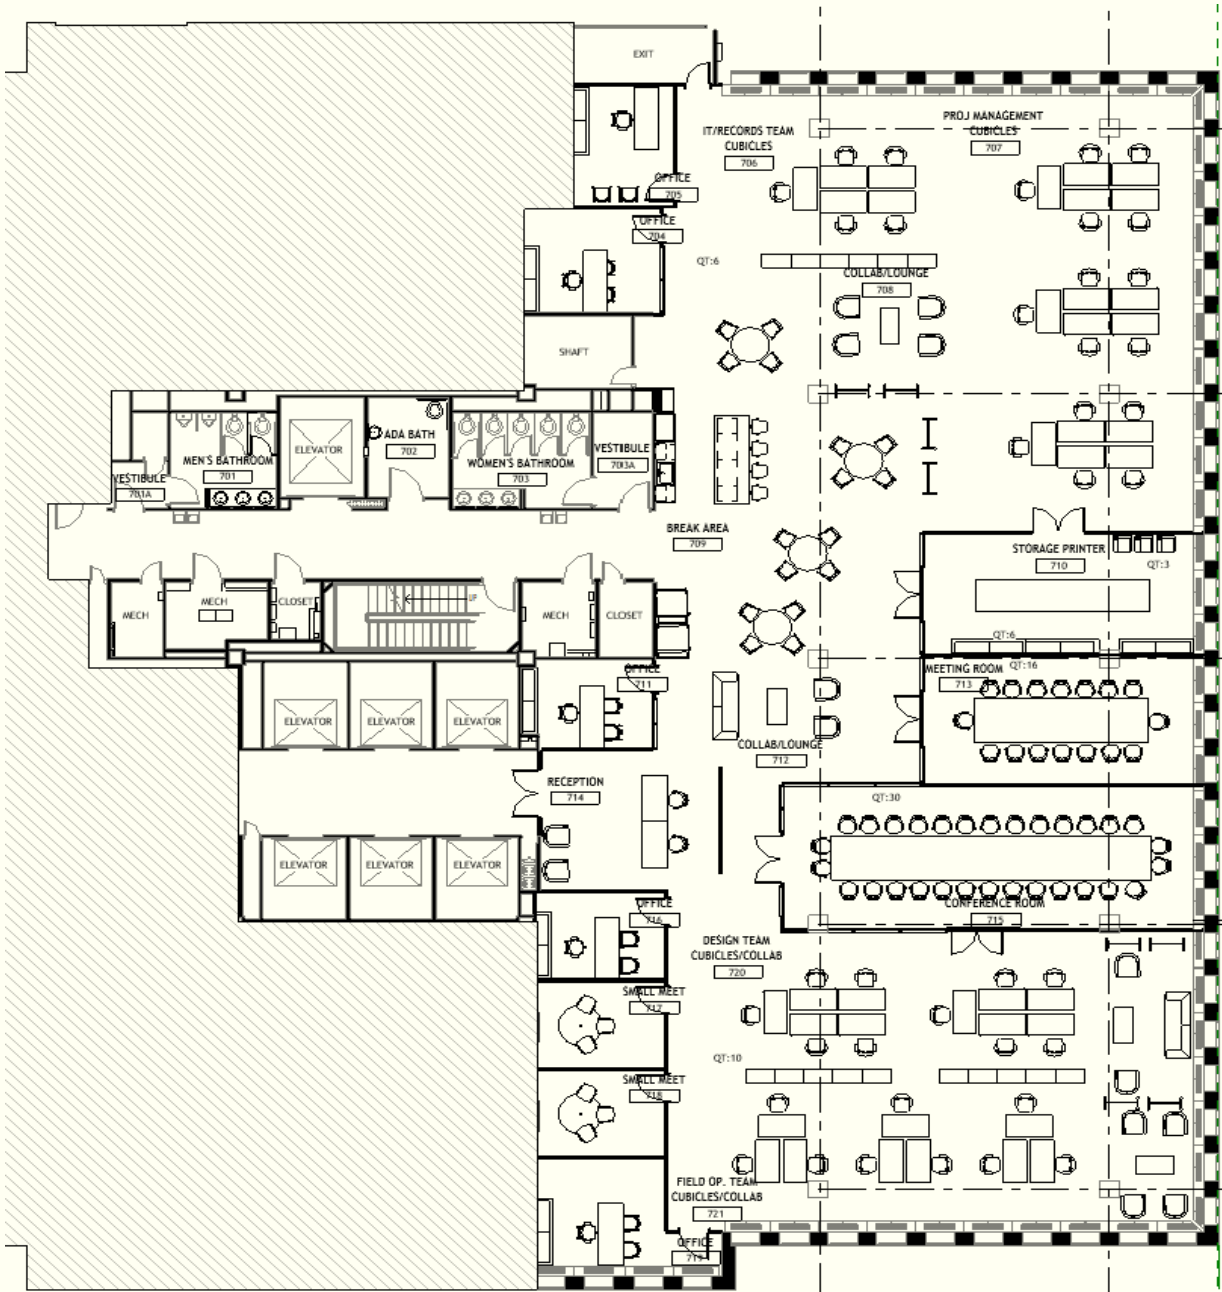 EXIT
PROJ MANAGEMENT
CUBICLES
707
IT/RECORDS TEAM
CUBICLES
706
OFFICE
705
OFFICE
704
QT:6
COLLAB/LOUNGE
708
SHAFT
ELEVATOR
ADA BATH
702
MEN'S BATHROOM
701
WOMEN'S BATHROOM
703
VESTIBULE
703A
VESTIBULE
701A
BREAK AREA
709
STORAGE PRINTER
710
QT:3
MECH
MECH
CLOSET
UP
MECH
CLOSET
QT:6
OFFICE
711
MEETING ROOM
713
QT:16
ELEVATOR
ELEVATOR
ELEVATOR
COLLAB/LOUNGE
712
RECEPTION
714
QT:30
ELEVATOR
ELEVATOR
ELEVATOR
OFFICE
716
CONFERENCE ROOM
715
DESIGN TEAM
CUBICLES/COLLAB
720
SMALL MEET
717
QT:10
SMALL MEET
718
FIELD OP. TEAM
CUBICLES/COLLAB
721
OFFICE
719